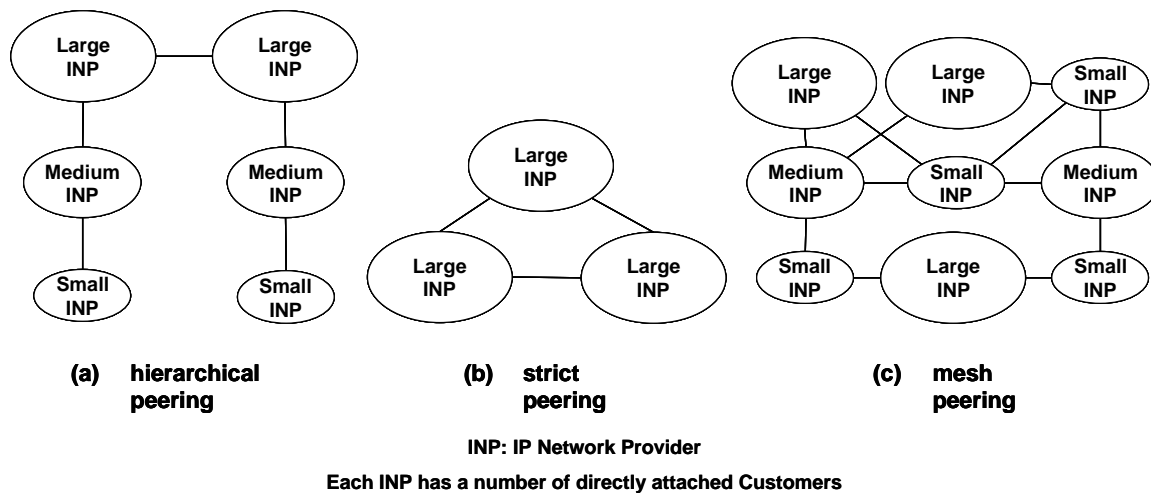 Large
INP
Large
INP
Medium
INP
Medium
INP
Small
INP
Small
INP
(a) hierarchical
peering
Large
INP
Large
INP
Large
INP
(b) strict
peering
Large
INP
Large
INP
Small
INP
Medium
INP
Small
INP
Medium
INP
Small
INP
Large
INP
Small
INP
(c) mesh
peering
INP: IP Network Provider
Each INP has a number of directly attached Customers